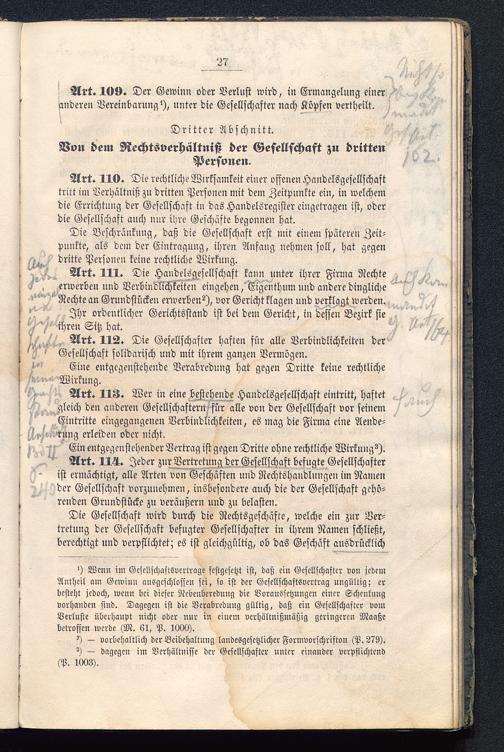 27
Art. 109. Der Gewinn oder Verlust wird, in Ermangelung einer
anderen Vereinbarung¹), unter die Gesellschafter nach Köpfen vertheilt.
Dritter Abschnitt.
Von dem Rechtsverhältniß der Gesellschaft zu dritten
Personen.
Art. 110. Die rechtliche Wirksamkeit einer offenen Handelsgesellschaft
tritt im Verhältniß zu dritten Personen mit dem Zeitpunkte ein, in welchem
die Errichtung der Gesellschaft in das Handelsregister eingetragen ist, oder
die Gesellschaft auch nur ihre Geschäfte begonnen hat.
Die Beschränkung, daß die Gesellschaft erst mit einem späteren Zeit-
punkte, als dem der Eintragung, ihren Anfang nehmen soll, hat gegen
dritte Personen keine rechtliche Wirkung.
Art. 111. Die Handelsgesellschaft kann unter ihrer Firma Rechte
erwerben und Verbindlichkeiten eingehen, Eigenthum und andere dingliche
Rechte an Grundstücken erwerben²), vor Gericht klagen und verklagt werden.
Ihr ordentlicher Gerichtsstand ist bei dem Gericht, in dessen Bezirk sie
ihren Sitz hat.
Art. 112. Die Gesellschafter haften für alle Verbindlichkeiten der
Gesellschaft solidarisch und mit ihrem ganzen Vermögen.
Eine entgegenstehende Verabredung hat gegen Dritte keine rechtliche
Wirkung.
Art. 113. Wer in eine bestehende Handelsgesellschaft eintritt, haftet
gleich den anderen Gesellschaftern für alle von der Gesellschaft vor seinem
Eintritte eingegangenen Verbindlichkeiten, es mag die Firma eine Aende-
rung erleiden oder nicht.
Ein entgegenstehender Vertrag ist gegen Dritte ohne rechtliche Wirkung³).
Art. 114. Jeder zur Vertretung der Gesellschaft befugte Gesellschafter
ist ermächtigt, alle Arten von Geschäften und Rechtshandlungen im Namen
der Gesellschaft vorzunehmen, insbesondere auch die der Gesellschaft gehö-
renden Grundstücke zu veräußern und zu belasten.
Die Gesellschaft wird durch die Rechtsgeschäfte, welche ein zur Ver-
tretung der Gesellschaft befugter Gesellschafter in ihrem Namen schließt,
berechtigt und verpflichtet; es ist gleichgültig, ob das Geschäft ausdrücklich
¹) Wenn im Gesellschaftsvertrage festgesetzt ist, daß ein Gesellschafter von jedem
Antheil am Gewinn ausgeschlossen sei, so ist der Gesellschaftsvertrag ungültig; er
besteht jedoch, wenn bei dieser Nebenberedung die Voraussetzungen einer Schenkung
vorhanden sind. Dagegen ist die Verabredung gültig, daß ein Gesellschafter vom
Verluste überhaupt nicht oder nur in einem verhältnißmäßig geringeren Maaße
betroffen werde (M. 61, P. 1000).
²) — vorbehaltlich der Beibehaltung landesgesetzlicher Formvorschriften (P. 279).
³) — dagegen im Verhältnisse der Gesellschafter unter einander verpflichtend
(P. 1003).
102.
164
240